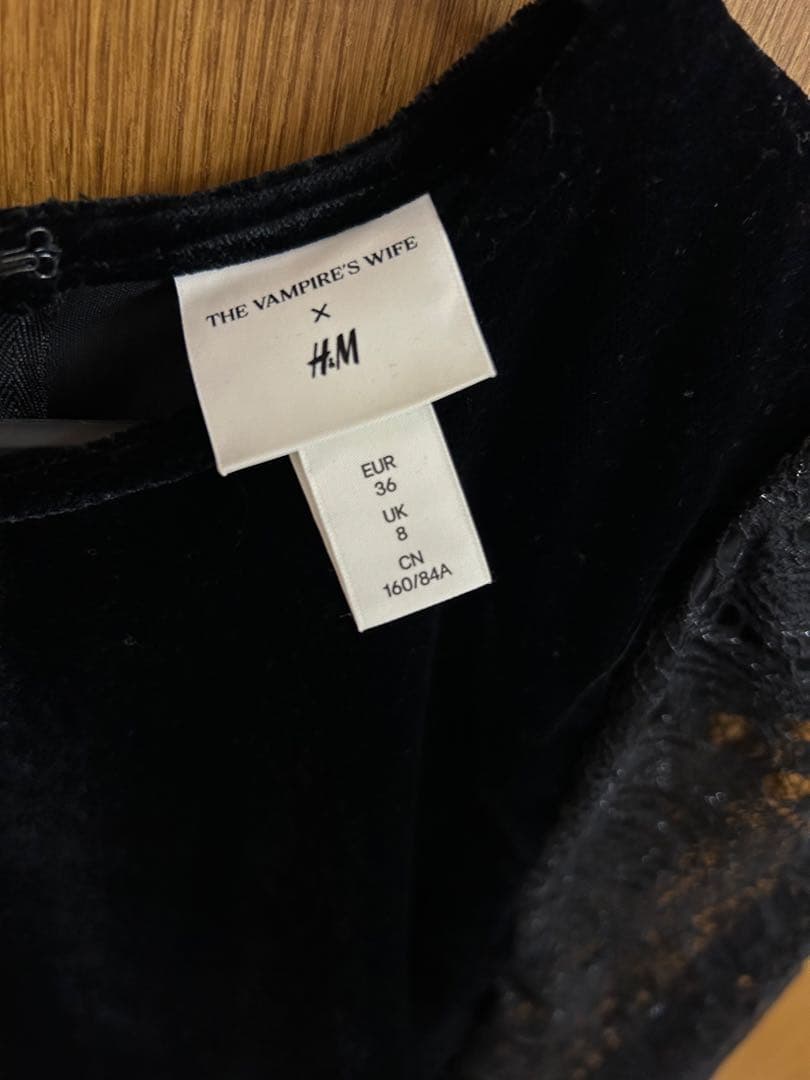 THE VAMPIRE'S WIFE
×
H&M
EUR
36
UK
8
CN
160/84A